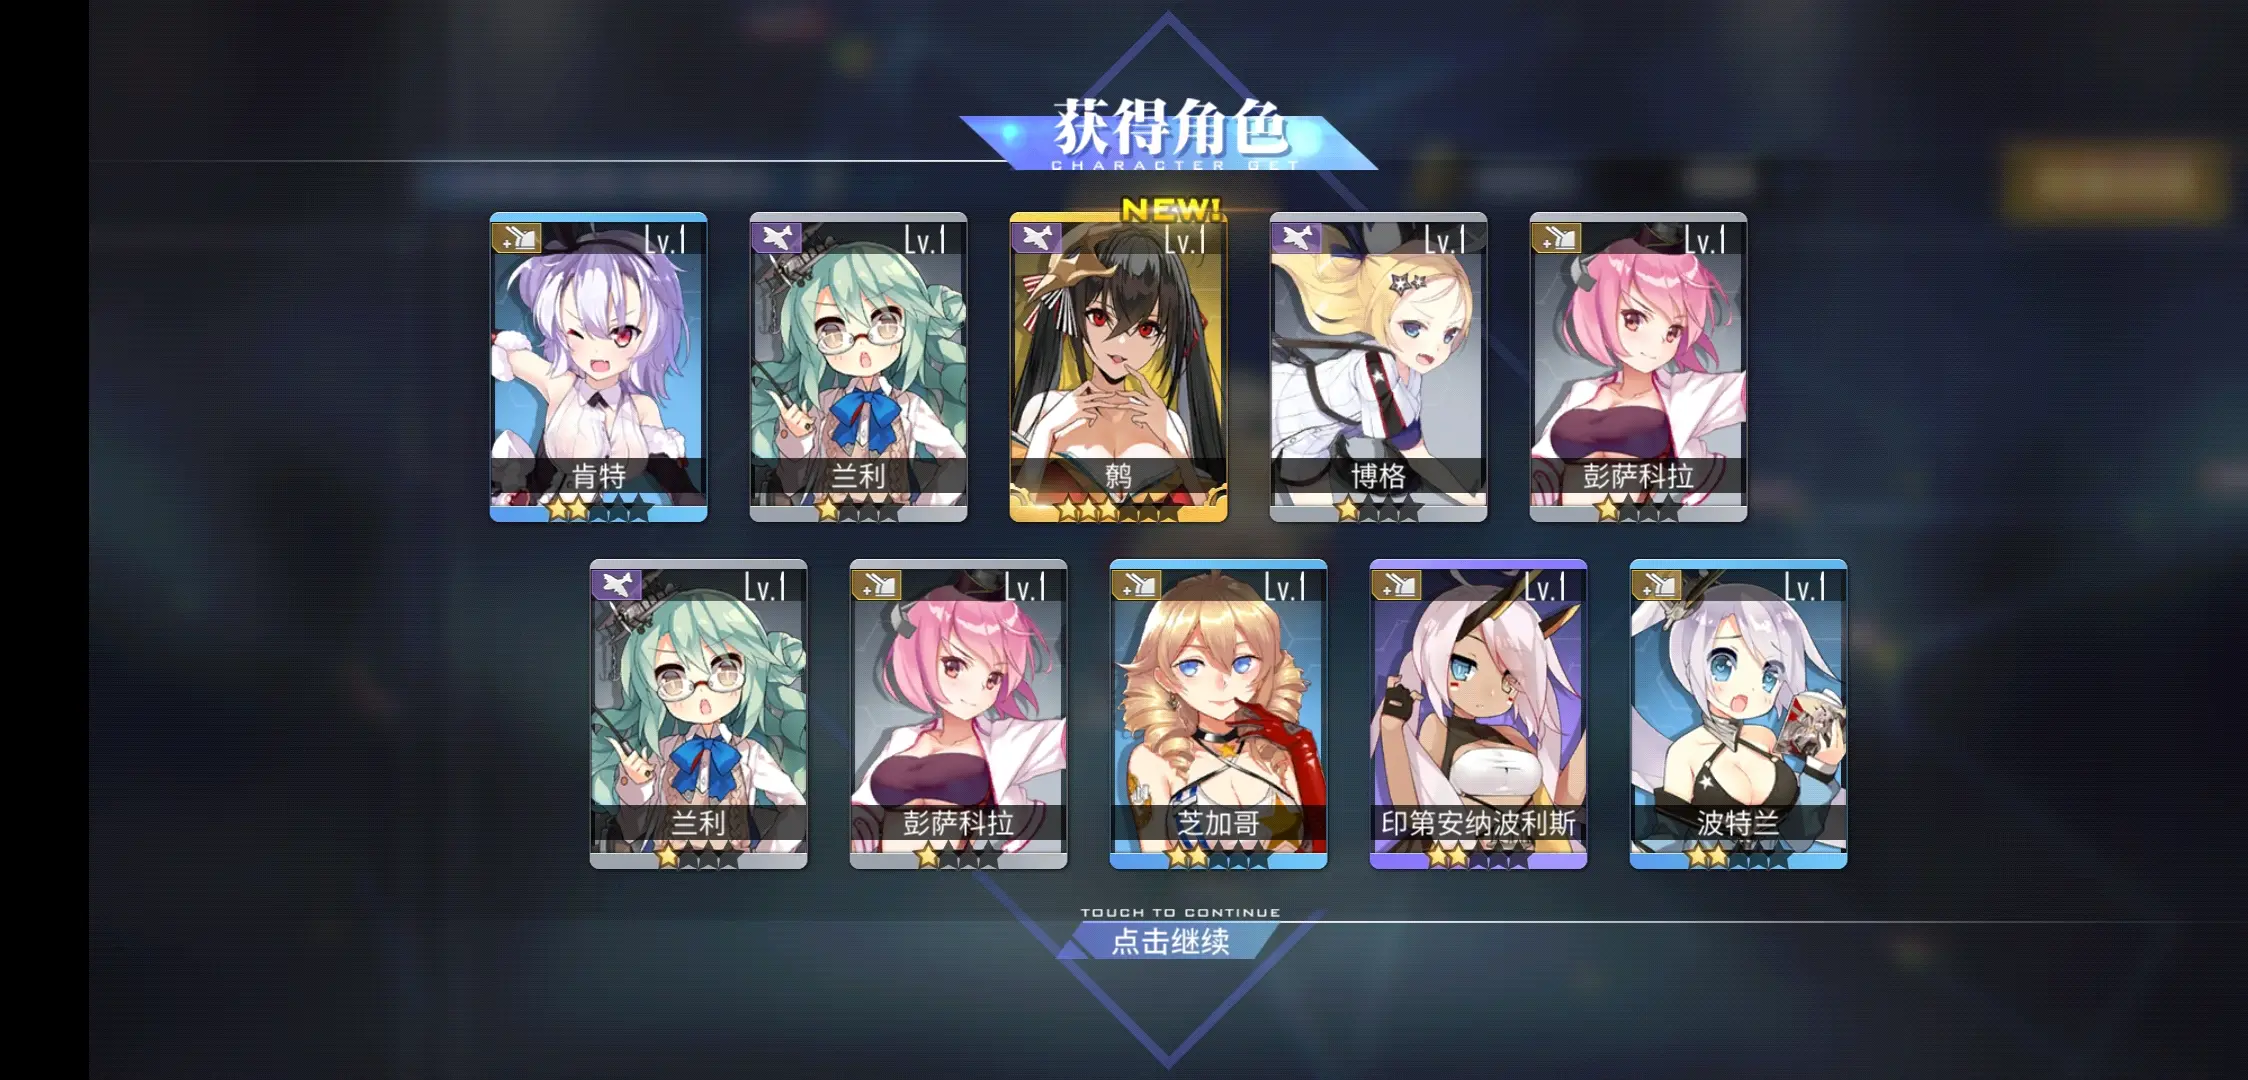 获得角色
CHARACTER GET
NEW!
Lv.1
Lv.1
Lv.1
Lv.1
Lv.1
肯特
兰利
鹩
博格
彭萨科拉
Lv.1
Lv.1
Lv.1
Lv.1
Lv.1
兰利
彭萨科拉
芝加哥
印第安纳波利斯
波特兰
TOUCH TO CONTINUE
点击继续